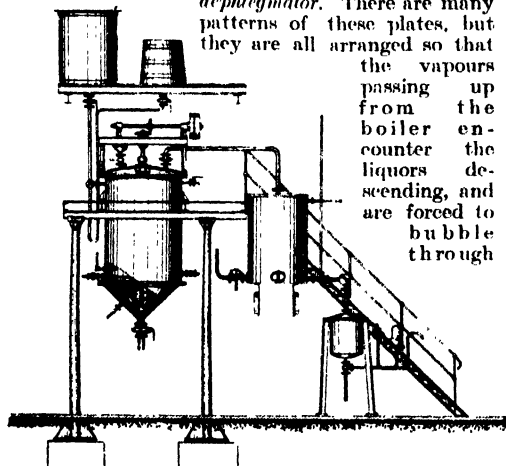 dephlegmator. There are many
patterns of these plates, but
they are all arranged so that
the vapours
passing up
from the
boiler en-
counter the
liquors de-
scending, and
are forced to
bubble
through